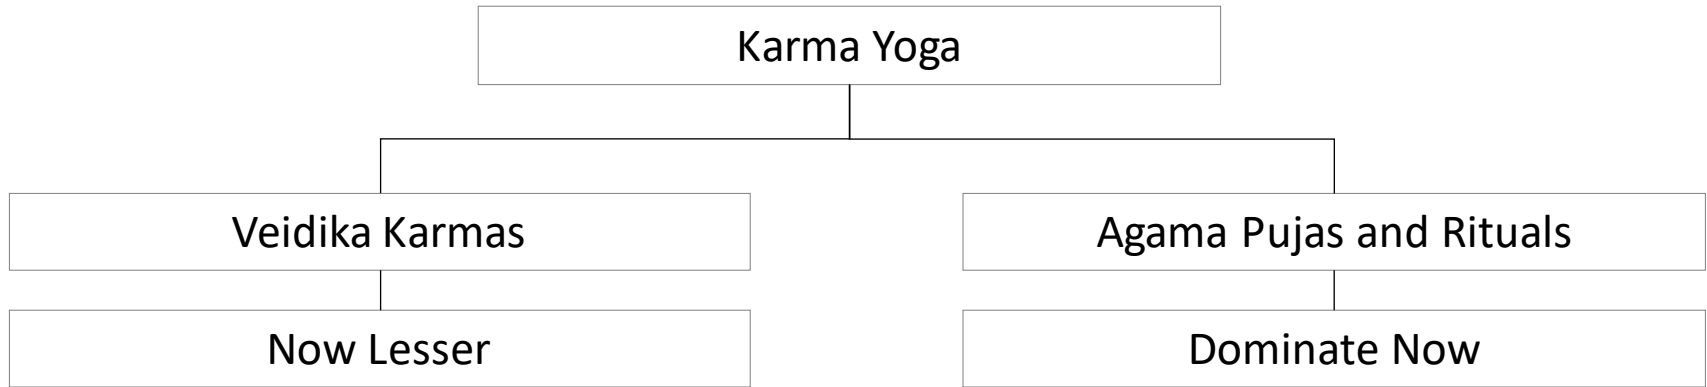 Karma Yoga
Veidika Karmas
Agama Pujas and Rituals
Now Lesser
Dominate Now